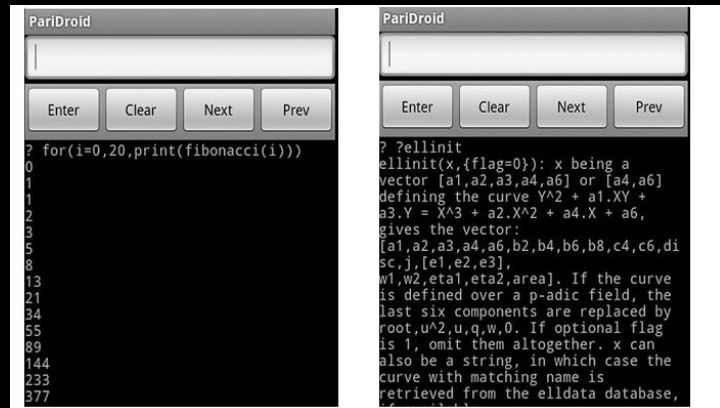 PariDroid
Enter Clear Next Prev
? for(i=0,20,print(fibonacci(i)))
0
1
1
2
3
5
8
13
21
34
55
89
144
233
377
PariDroid
Enter Clear Next Prev
? ?ellinit
ellinit(x,{flag=0}): x being a
vector [a1,a2,a3,a4,a6] or [a4,a6]
defining the curve Y^2 + a1.XY +
a3.Y = X^3 + a2.X^2 + a4.X + a6,
gives the vector:
[a1,a2,a3,a4,a6,b2,b4,b6,b8,c4,c6,di
sc,j,[e1,e2,e3],
w1,w2,eta1,eta2,area]. If the curve
is defined over a p-adic field, the
last six components are replaced by
root,u^2,u,q,w,0. If optional flag
is 1, omit them altogether. x can
also be a string, in which case the
curve with matching name is
retrieved from the elldata database,